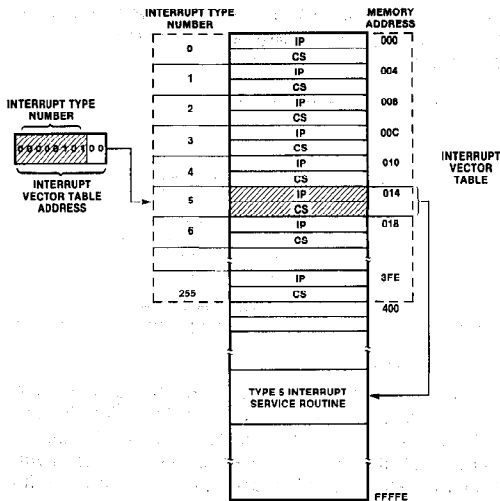 INTERRUPT TYPE
NUMBER
MEMORY
ADDRESS
0
IP
000
CS
1
IP
004
CS
2
IP
008
CS
3
IP
00C
CS
4
IP
010
CS
5
IP
014
CS
6
IP
018
CS
IP
3FE
255
CS
400
INTERRUPT TYPE
NUMBER
0000010100
INTERRUPT
VECTOR TABLE
ADDRESS
INTERRUPT
VECTOR
TABLE
TYPE 5 INTERRUPT
SERVICE ROUTINE
FFFFE